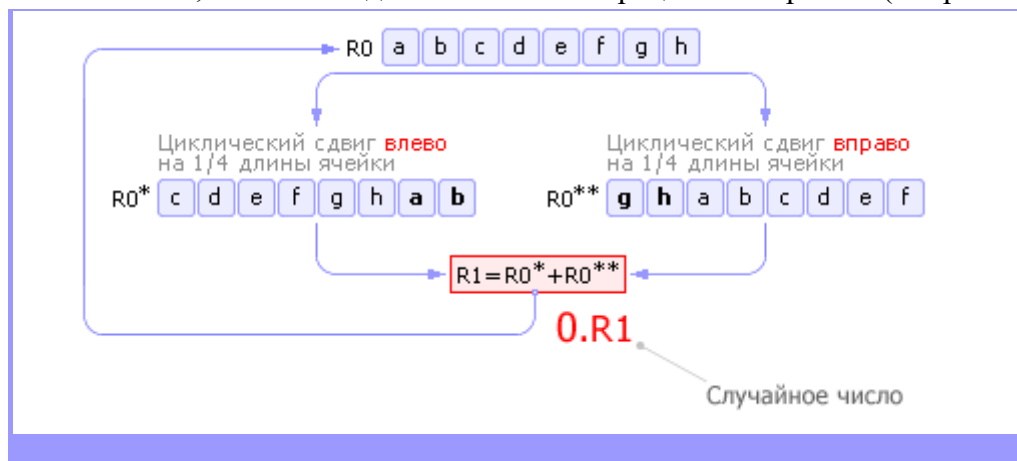 R0 a b c d e f g h
Циклический сдвиг влево
на 1/4 длины ячейки
Циклический сдвиг вправо
на 1/4 длины ячейки
R0* c d e f g h a b
R0** g h a b c d e f
R1=R0*+R0**
0.R1
Случайное число